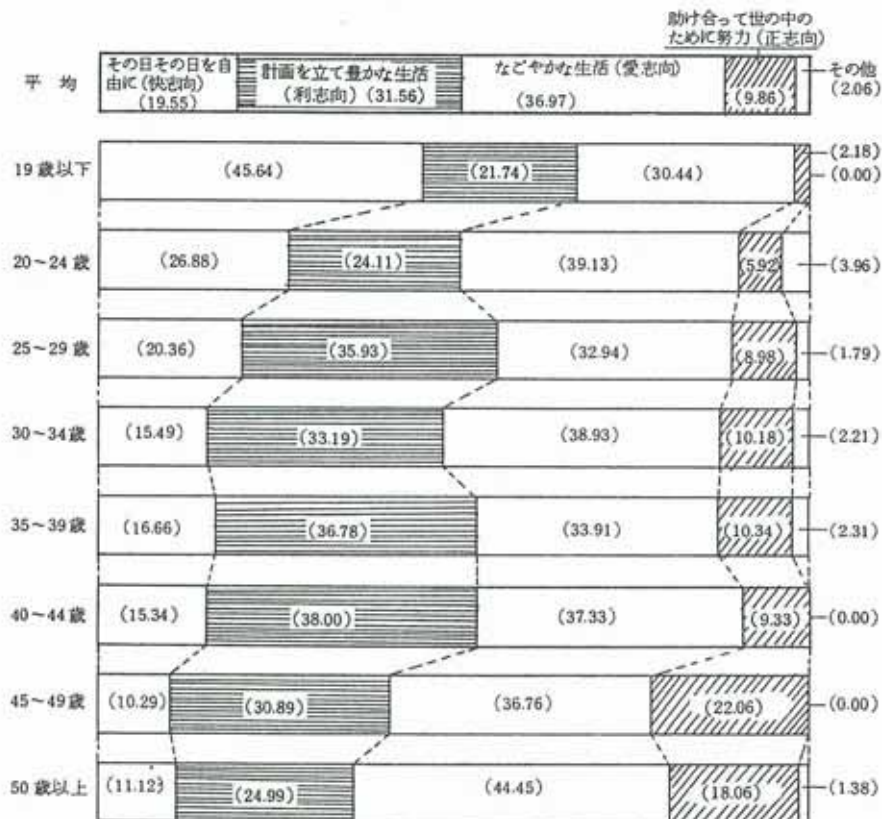 助け合って世の中の
ために努力(正志向)
平均
その日その日を自
由に(快志向)
(19.55)
計画を立て豊かな生活
(利志向)(31.56)
なごやかな生活(愛志向)
(36.97)
(9.86)
その他
(2.06)
19歳以下
(45.64)
(21.74)
(30.44)
(2.18)
(0.00)
20~24歳
(26.88)
(24.11)
(39.13)
(5.92)
(3.96)
25~29歳
(20.36)
(35.93)
(32.94)
(8.98)
(1.79)
30~34歳
(15.49)
(33.19)
(38.93)
(10.18)
(2.21)
35~39歳
(16.66)
(36.78)
(33.91)
(10.34)
(2.31)
40~44歳
(15.34)
(38.00)
(37.33)
(9.33)
(0.00)
45~49歳
(10.29)
(30.89)
(36.76)
(22.06)
(0.00)
50歳以上
(11.12)
(24.99)
(44.45)
(18.06)
(1.38)